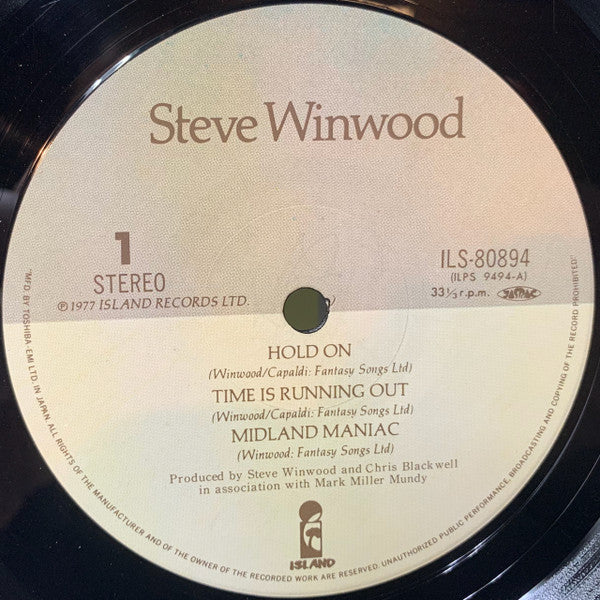 Steve Winwood
1
STEREO
℗ 1977 ISLAND RECORDS LTD.
ILS-80894
(ILPS 9494-A)
33⅓ r.p.m. JASRAC
HOLD ON
(Winwood/Capaldi: Fantasy Songs Ltd)
TIME IS RUNNING OUT
(Winwood/Capaldi: Fantasy Songs Ltd)
MIDLAND MANIAC
(Winwood: Fantasy Songs Ltd)
Produced by Steve Winwood and Chris Blackwell
in association with Mark Miller Mundy
ISLAND
"MFD BY TOSHIBA EMI LTD. IN JAPAN. ALL RIGHTS OF THE MANUFACTURER AND OF THE OWNER OF THE RECORDED WORK ARE RESERVED. UNAUTHORIZED PUBLIC PERFORMANCE, BROADCASTING AND COPYING OF THE RECORD PROHIBITED"